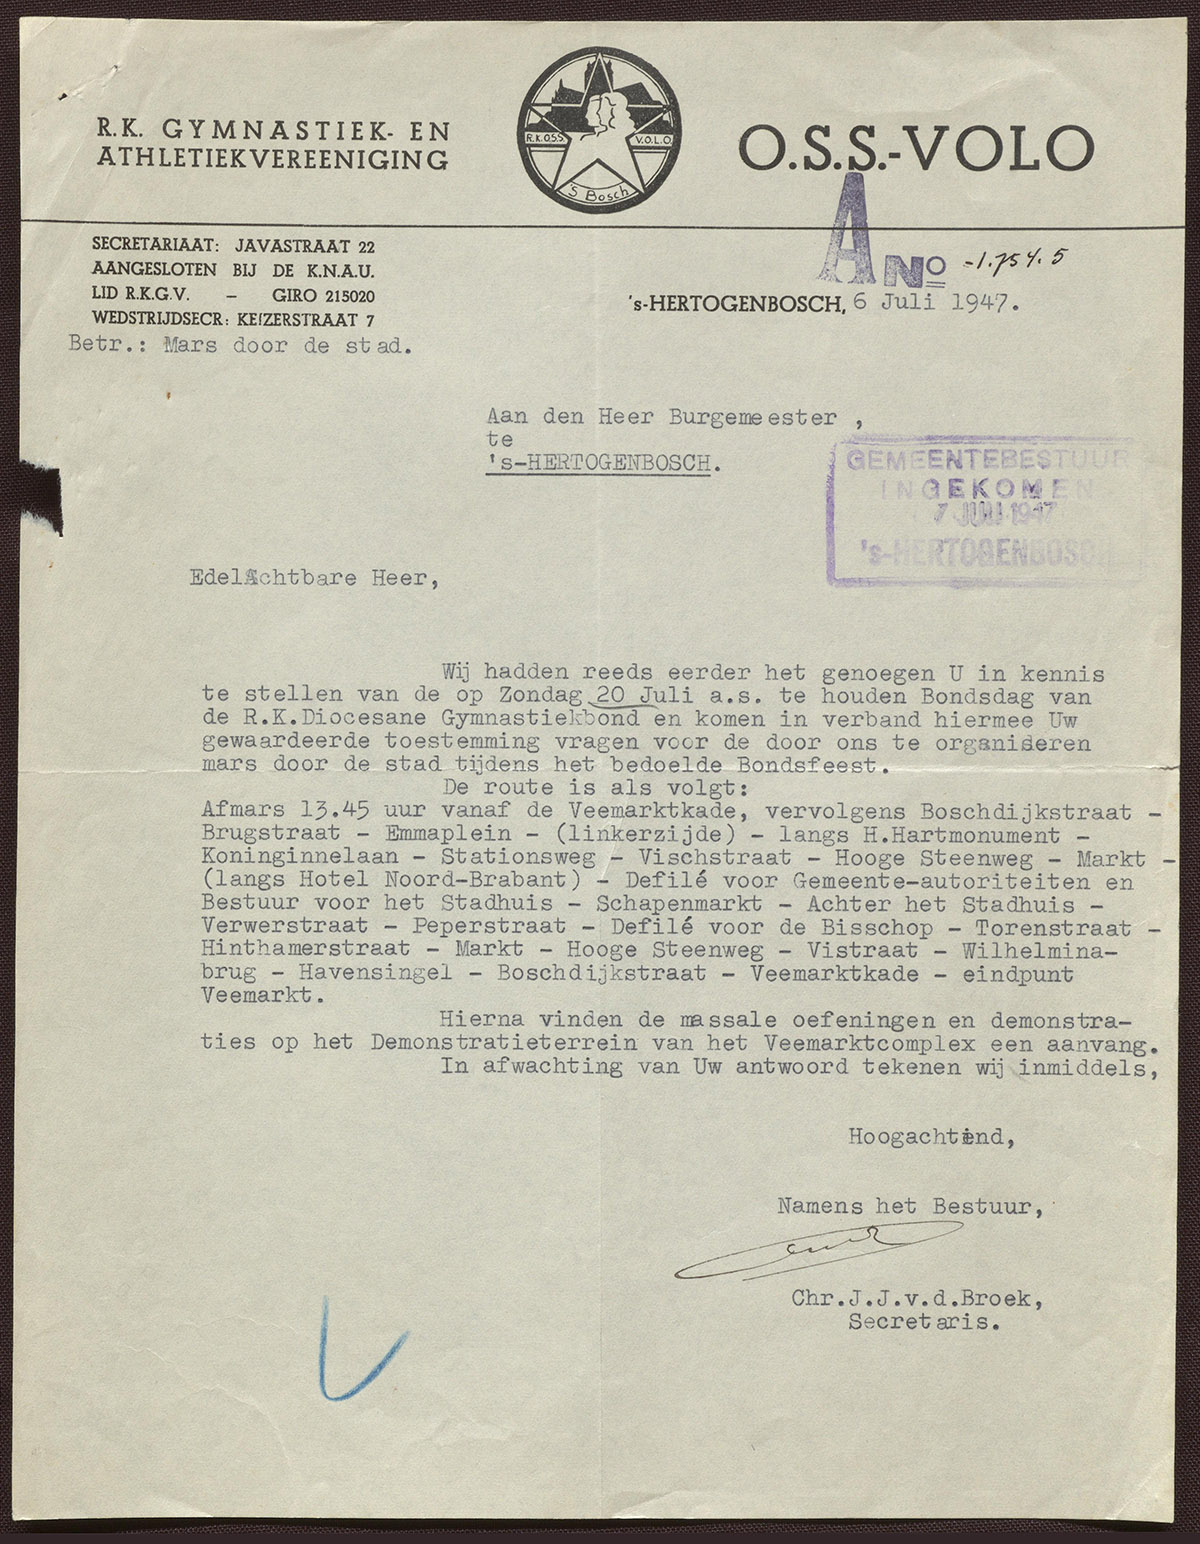 R.K. GYMNASTIEK- EN
ATHLETIEKVEREENIGING
R.K.O.S.S.
V.O.L.O.
'S Bosch
O.S.S.-VOLO
SECRETARIAAT: JAVASTRAAT 22
AANGESLOTEN BIJ DE K.N.A.U.
LID R.K.G.V. – GIRO 215020
WEDSTRIJDSECR: KEIZERSTRAAT 7
A No -1.754.5
's-HERTOGENBOSCH, 6 Juli 1947.
Betr.: Mars door de stad.
Aan den Heer Burgemeester ,
te
's-HERTOGENBOSCH.
GEMEENTEBESTUUR
INGEKOMEN
7 JULI 1947
's-HERTOGENBOSCH
EdelAchtbare Heer,
Wij hadden reeds eerder het genoegen U in kennis
te stellen van de op Zondag 20 Juli a.s. te houden Bondsdag van
de R.K.Diocesane Gymnastiekbond en komen in verband hiermee Uw
gewaardeerde toestemming vragen voor de door ons te organiseren
mars door de stad tijdens het bedoelde Bondsfeest.
De route is als volgt:
Afmars 13.45 uur vanaf de Veemarktkade, vervolgens Boschdijkstraat -
Brugstraat - Emmaplein - (linkerzijde) - langs H.Hartmonument -
Koninginnelaan - Stationsweg - Vischstraat - Hooge Steenweg - Markt -
(langs Hotel Noord-Brabant) - Defilé voor Gemeente-autoriteiten en
Bestuur voor het Stadhuis - Schapenmarkt - Achter het Stadhuis -
Verwerstraat - Peperstraat - Defilé voor de Bisschop - Torenstraat -
Hinthamerstraat - Markt - Hooge Steenweg - Vistraat - Wilhelmina-
brug - Havensingel - Boschdijkstraat - Veemarktkade - eindpunt
Veemarkt.
Hierna vinden de massale oefeningen en demonstra-
ties op het Demonstratieterrein van het Veemarktcomplex een aanvang.
In afwachting van Uw antwoord tekenen wij inmiddels,
Hoogachtend,
Namens het Bestuur,
Chr.J.J.v.d.Broek,
Secretaris.